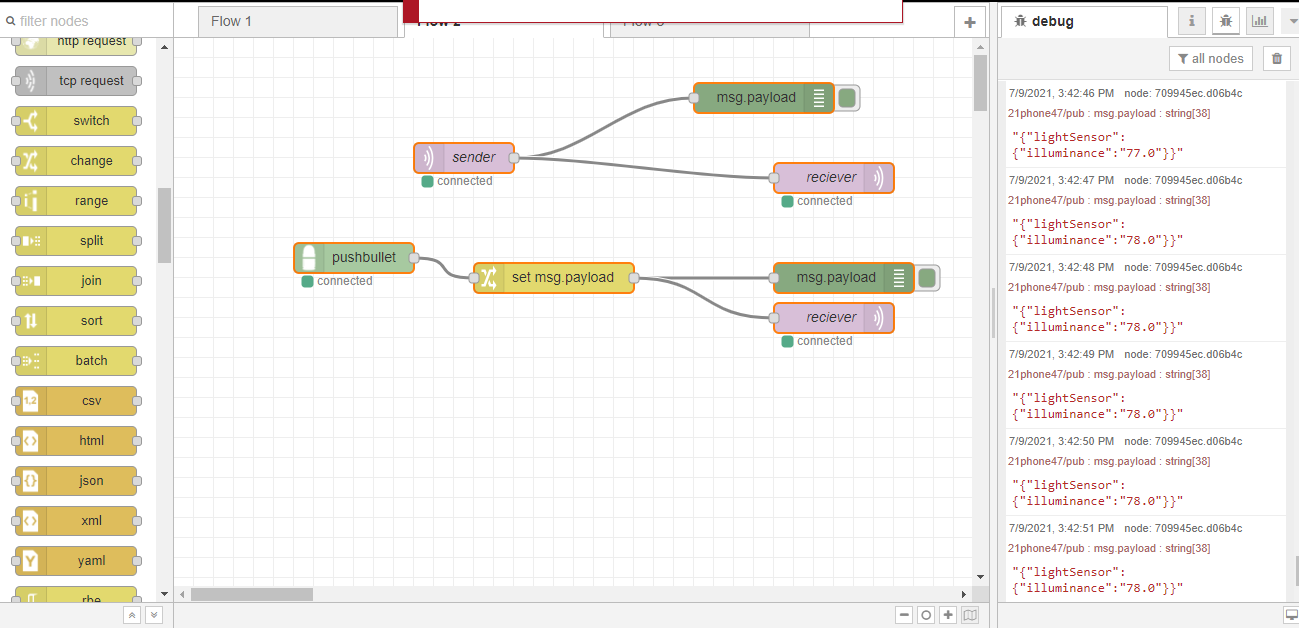 filter nodes
http request
tcp request
switch
change
range
split
join
sort
batch
csv
html
json
xml
yaml
rbe
Flow 1
Flow 2
msg.payload
sender
connected
reciever
connected
pushbullet
connected
set msg.payload
msg.payload
reciever
connected
debug
all nodes
7/9/2021, 3:42:46 PM node: 709945ec.d06b4c
21phone47/pub : msg.payload : string[38]
"{"lightSensor":
{"illuminance":"77.0"}}"
7/9/2021, 3:42:47 PM node: 709945ec.d06b4c
21phone47/pub : msg.payload : string[38]
"{"lightSensor":
{"illuminance":"78.0"}}"
7/9/2021, 3:42:48 PM node: 709945ec.d06b4c
21phone47/pub : msg.payload : string[38]
"{"lightSensor":
{"illuminance":"78.0"}}"
7/9/2021, 3:42:49 PM node: 709945ec.d06b4c
21phone47/pub : msg.payload : string[38]
"{"lightSensor":
{"illuminance":"78.0"}}"
7/9/2021, 3:42:50 PM node: 709945ec.d06b4c
21phone47/pub : msg.payload : string[38]
"{"lightSensor":
{"illuminance":"78.0"}}"
7/9/2021, 3:42:51 PM node: 709945ec.d06b4c
21phone47/pub : msg.payload : string[38]
"{"lightSensor":
{"illuminance":"78.0"}}"